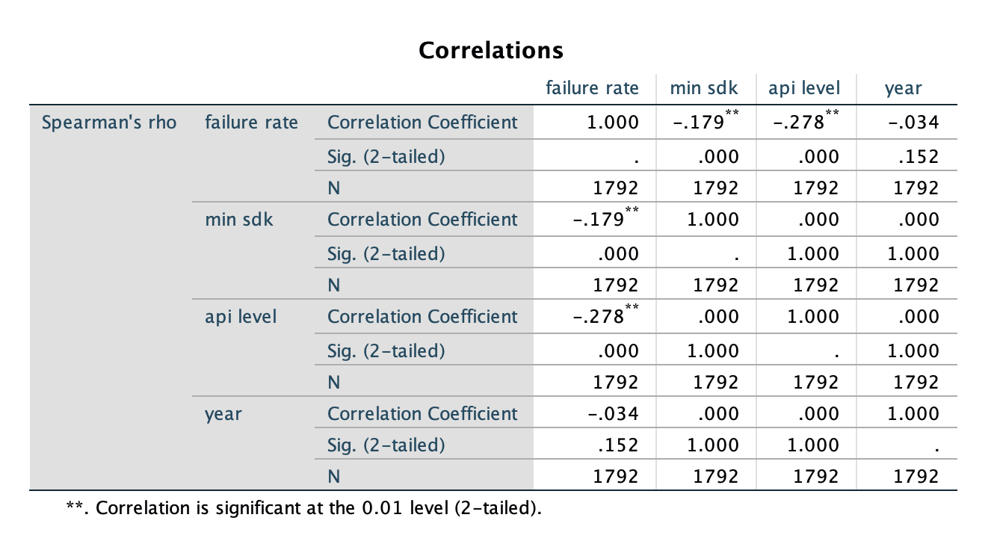 Correlations
failure rate min sdk api level year
Spearman's rho failure rate Correlation Coefficient 1.000 -.179** -.278** -.034
Sig. (2-tailed) . .000 .000 .152
N 1792 1792 1792 1792
min sdk Correlation Coefficient -.179** 1.000 .000 .000
Sig. (2-tailed) .000 . 1.000 1.000
N 1792 1792 1792 1792
api level Correlation Coefficient -.278** .000 1.000 .000
Sig. (2-tailed) .000 1.000 . 1.000
N 1792 1792 1792 1792
year Correlation Coefficient -.034 .000 .000 1.000
Sig. (2-tailed) .152 1.000 1.000 .
N 1792 1792 1792 1792
**. Correlation is significant at the 0.01 level (2-tailed).